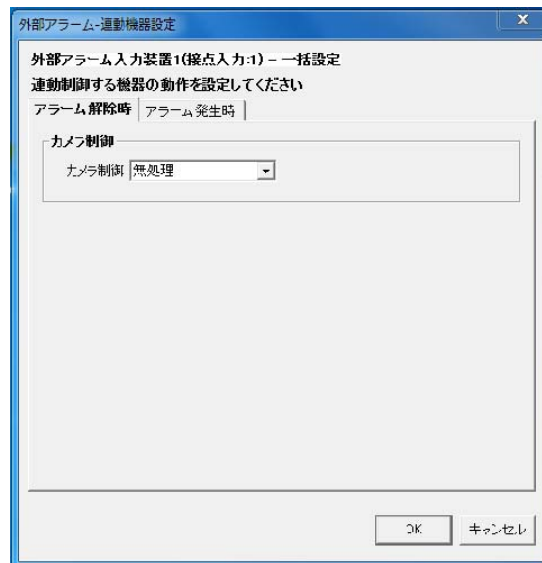 外部アラーム-連動機器設定
外部アラーム入力装置1(接点入力:1) - 一括設定
連動制御する機器の動作を設定してください
アラーム解除時 アラーム発生時
カメラ制御
カメラ制御 無処理
OK キャンセル